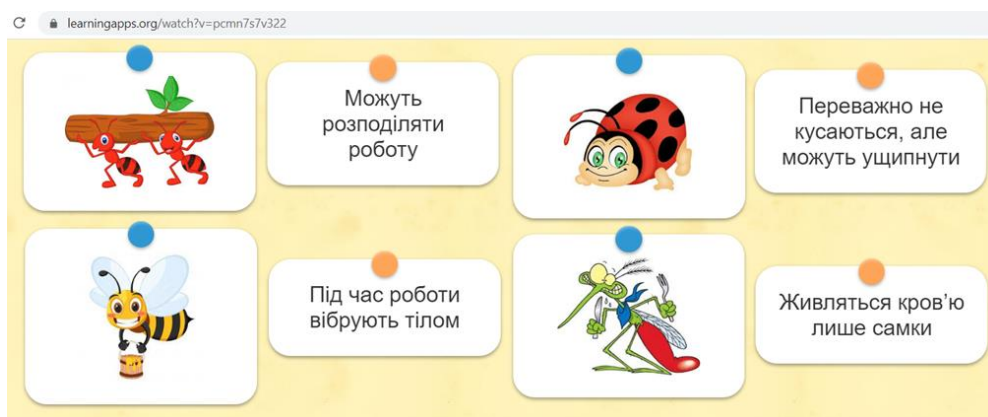 learningapps.org/watch?v=pcmn7s7v322
Можуть
розподіляти
роботу
Переважно не
кусаються, але
можуть ущипнути
Під час роботи
вібрують тілом
Живляться кров’ю
лише самки